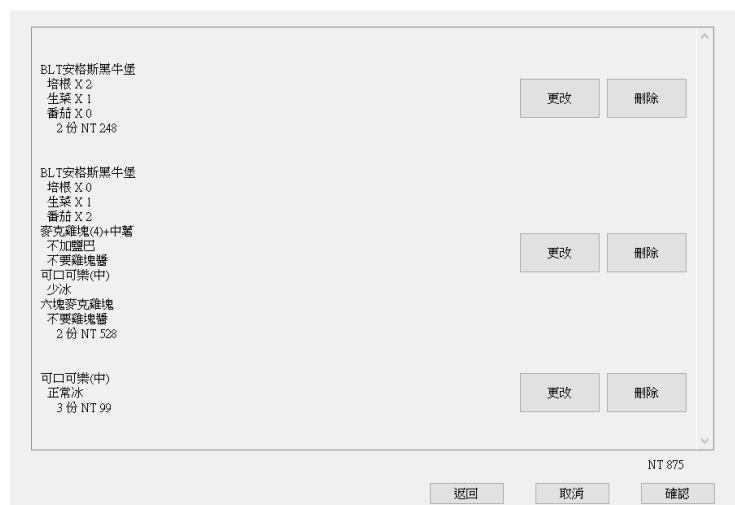 BLT安格斯黑牛堡
培根 X 2
生菜 X 1
番茄 X 0
2 份 NT 248
更改
刪除
BLT安格斯黑牛堡
培根 X 0
生菜 X 1
番茄 X 2
麥克雞塊(4)+中薯
不加鹽巴
不要雞塊醬
可口可樂(中)
少冰
六塊麥克雞塊
不要雞塊醬
2 份 NT 528
更改
刪除
可口可樂(中)
正常冰
3 份 NT 99
更改
刪除
NT 875
返回
取消
確認